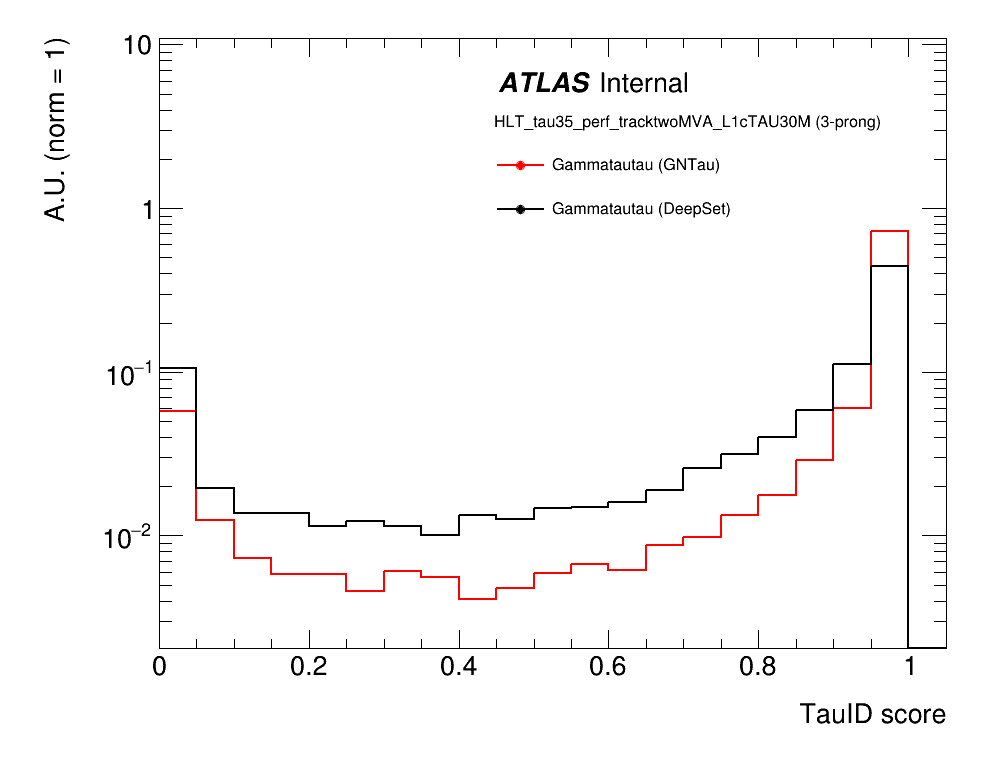 A.U. (norm = 1)
10
1
10⁻¹
10⁻²
ATLAS Internal
HLT_tau35_perf_tracktwoMVA_L1cTAU30M (3-prong)
Gammatautau (GNTau)
Gammatautau (DeepSet)
0 0.2 0.4 0.6 0.8 1
TauID score